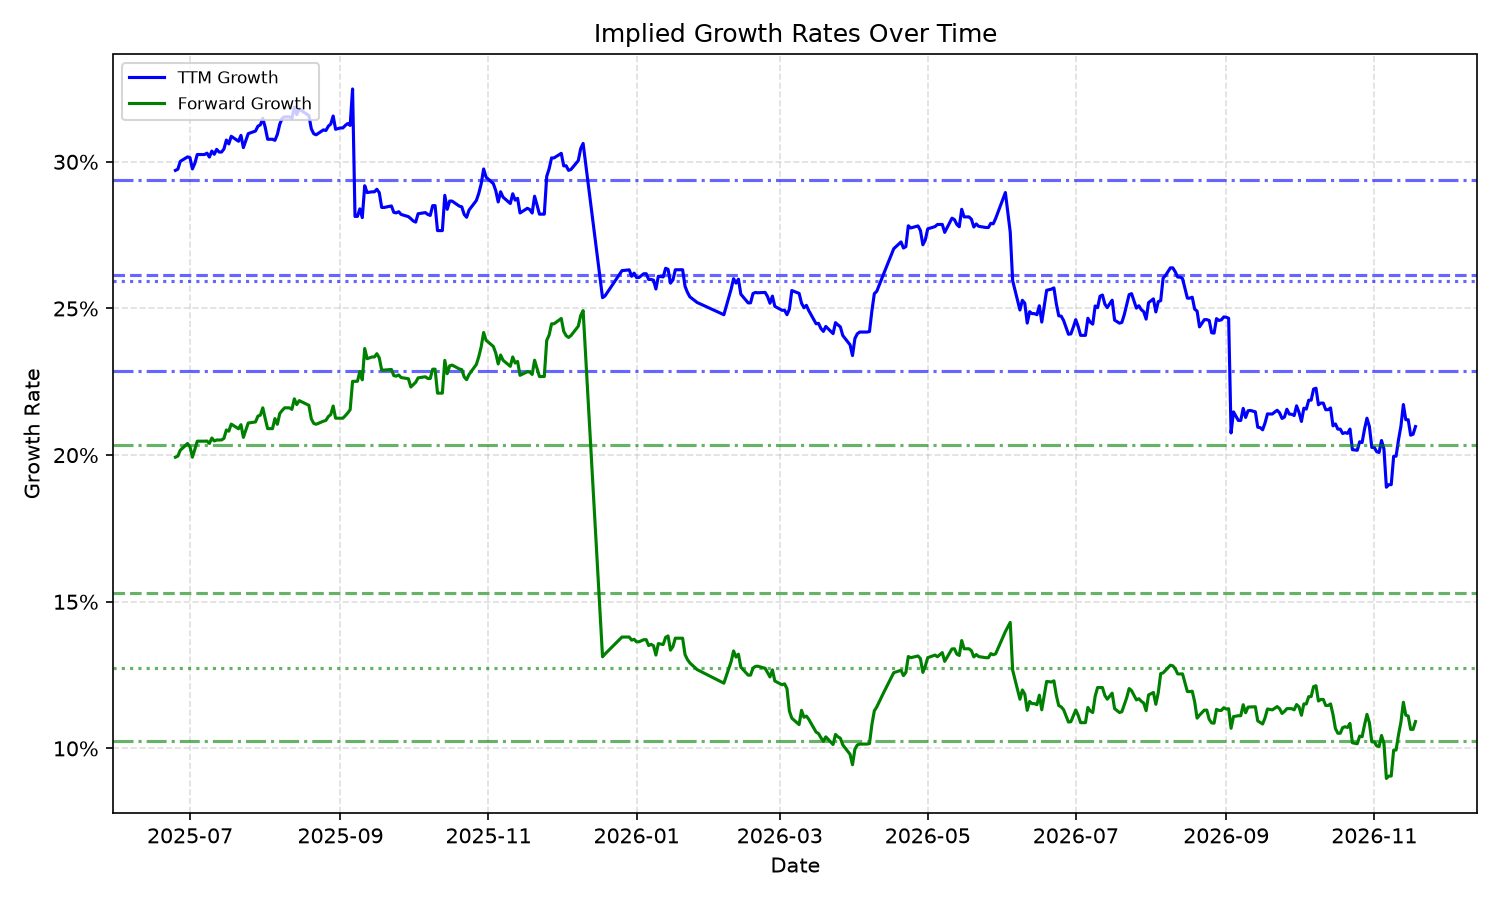 Implied Growth Rates Over Time
TTM Growth
Forward Growth
Growth Rate
30%
25%
20%
15%
10%
2025-07
2025-09
2025-11
2026-01
2026-03
2026-05
2026-07
2026-09
2026-11
Date